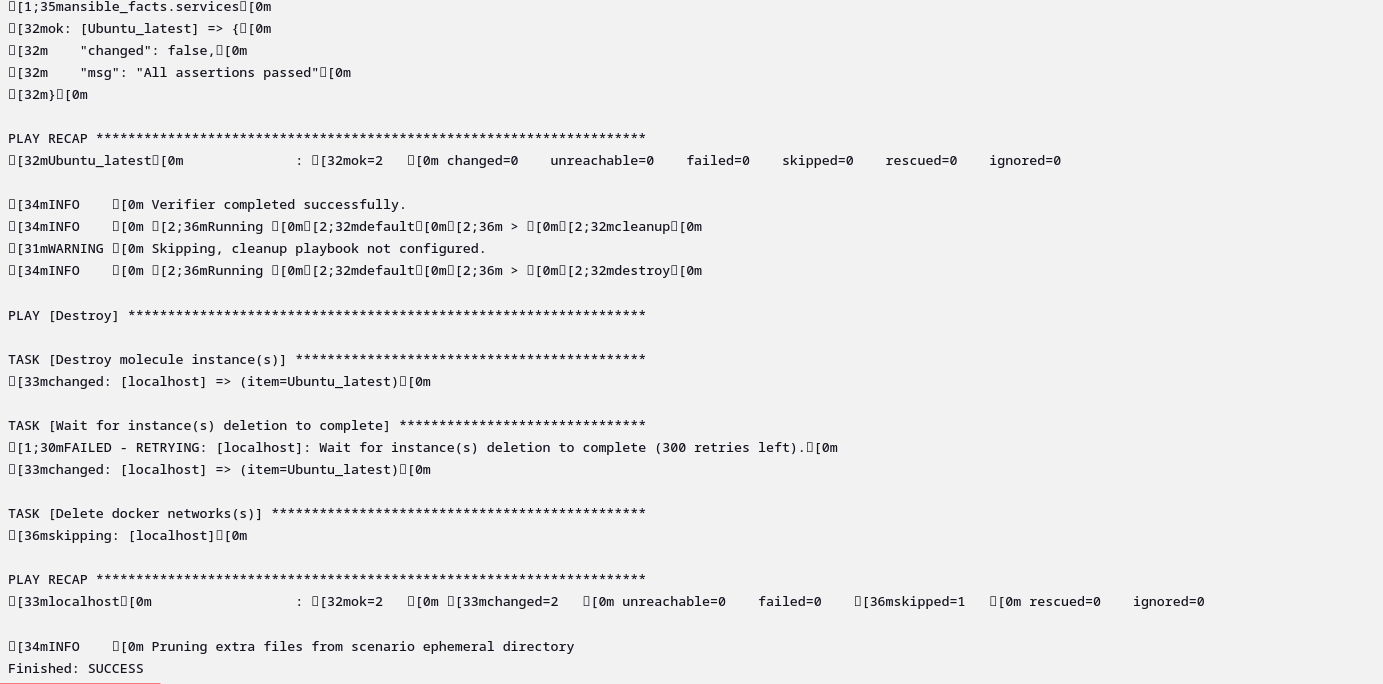 ▯[1;35mansible_facts.services▯[0m
▯[32mok: [Ubuntu_latest] => {▯[0m
▯[32m    "changed": false,▯[0m
▯[32m    "msg": "All assertions passed"▯[0m
▯[32m}▯[0m
PLAY RECAP *********************************************************************
▯[32mUbuntu_latest▯[0m              : ▯[32mok=2   ▯[0m changed=0    unreachable=0    failed=0    skipped=0    rescued=0    ignored=0
▯[34mINFO    ▯[0m Verifier completed successfully.
▯[34mINFO    ▯[0m ▯[2;36mRunning ▯[0m▯[2;32mdefault▯[0m▯[2;36m > ▯[0m▯[2;32mcleanup▯[0m
▯[31mWARNING ▯[0m Skipping, cleanup playbook not configured.
▯[34mINFO    ▯[0m ▯[2;36mRunning ▯[0m▯[2;32mdefault▯[0m▯[2;36m > ▯[0m▯[2;32mdestroy▯[0m
PLAY [Destroy] *****************************************************************
TASK [Destroy molecule instance(s)] ********************************************
▯[33mchanged: [localhost] => (item=Ubuntu_latest)▯[0m
TASK [Wait for instance(s) deletion to complete] *******************************
▯[1;30mFAILED - RETRYING: [localhost]: Wait for instance(s) deletion to complete (300 retries left).▯[0m
▯[33mchanged: [localhost] => (item=Ubuntu_latest)▯[0m
TASK [Delete docker networks(s)] ***********************************************
▯[36mskipping: [localhost]▯[0m
PLAY RECAP *********************************************************************
▯[33mlocalhost▯[0m                  : ▯[32mok=2   ▯[0m ▯[33mchanged=2   ▯[0m unreachable=0    failed=0    ▯[36mskipped=1   ▯[0m rescued=0    ignored=0
▯[34mINFO    ▯[0m Pruning extra files from scenario ephemeral directory
Finished: SUCCESS